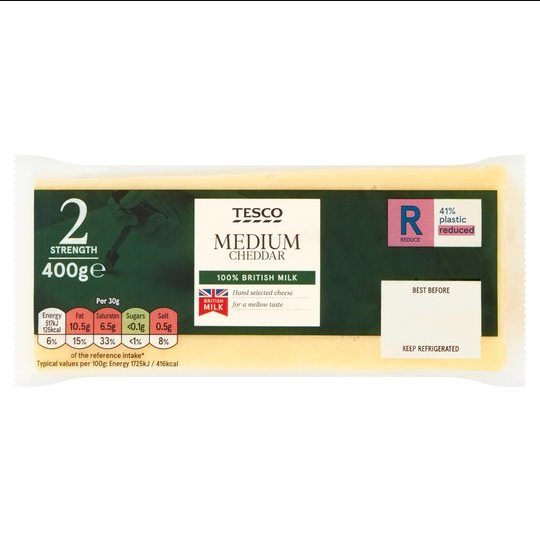 2
STRENGTH
400g℮
TESCO
MEDIUM
CHEDDAR
100% BRITISH MILK
BRITISH
MILK
Hand selected cheese
for a mellow taste
R
REDUCE
41%
plastic
reduced
BEST BEFORE
KEEP REFRIGERATED
Per 30g
Energy Fat Saturates Sugars Salt
517kJ
125kcal 10.5g 6.5g <0.1g 0.5g
6% 15% 33% <1% 8%
of the reference intake*
Typical values per 100g: Energy 1725kJ / 416kcal